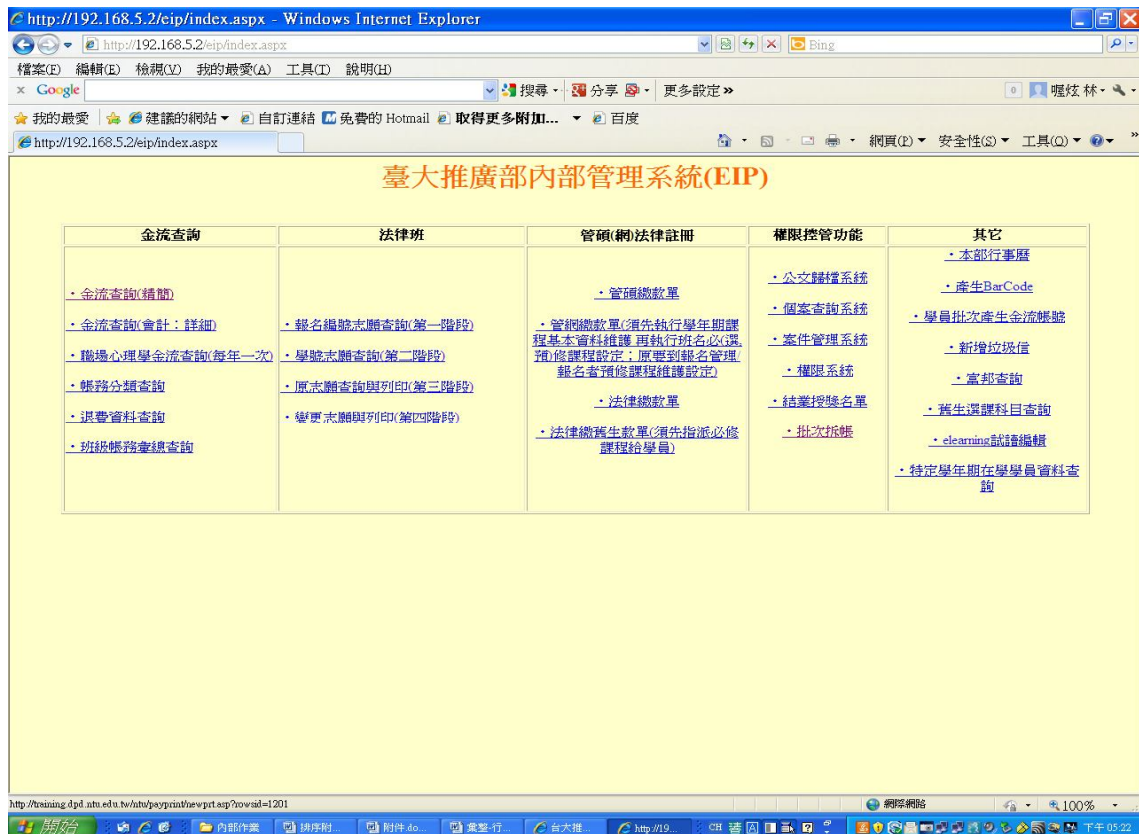 http://192.168.5.2/eip/index.aspx - Windows Internet Explorer
http://192.168.5.2/eip/index.aspx
Bing
檔案(F) 編輯(E) 檢視(V) 我的最愛(A) 工具(T) 說明(H)
x Google 搜尋 分享 更多設定 » 0 喔炫 林
我的最愛 建議的網站 自訂連結 免費的 Hotmail 取得更多附加... 百度
http://192.168.5.2/eip/index.aspx 網頁(P) 安全性(S) 工具(O) »
臺大推廣部內部管理系統(EIP)
金流查詢 法律班 管碩(網)法律註冊 權限控管功能 其它
・金流查詢(精簡)
・金流查詢(會計：詳細)
・職場心理學金流查詢(每年一次)
・帳務分類查詢
・退費資料查詢
・班級帳務彙總查詢
・報名編號志願查詢(第一階段)
・學號志願查詢(第二階段)
・原志願查詢與列印(第三階段)
・變更志願與列印(第四階段)
・管碩繳款單
・管網繳款單(須先執行學年期課
程基本資料維護 再執行班名必(選,
預)修課程設定；原要到報名管理/
報名者預修課程維護設定)
・法律繳款單
・法律繳舊生款單(須先指派必修
課程給學員)
・公文歸檔系統
・個案查詢系統
・案件管理系統
・權限系統
・結業授獎名單
・批次拆帳
・本部行事曆
・產生BarCode
・學員批次產生金流帳號
・新增垃圾信
・富邦查詢
・舊生選課科目查詢
・elearning試讀編輯
・特定學年期在學學員資料查
詢
http://training.dpd.ntu.edu.tw/ntu/payprint/newprt.asp?rowsid=1201 網際網路 100%
開始 內部作業 排序附... 附件.do... 彙整-行... 台大推... http://19... CH 下午 05:22